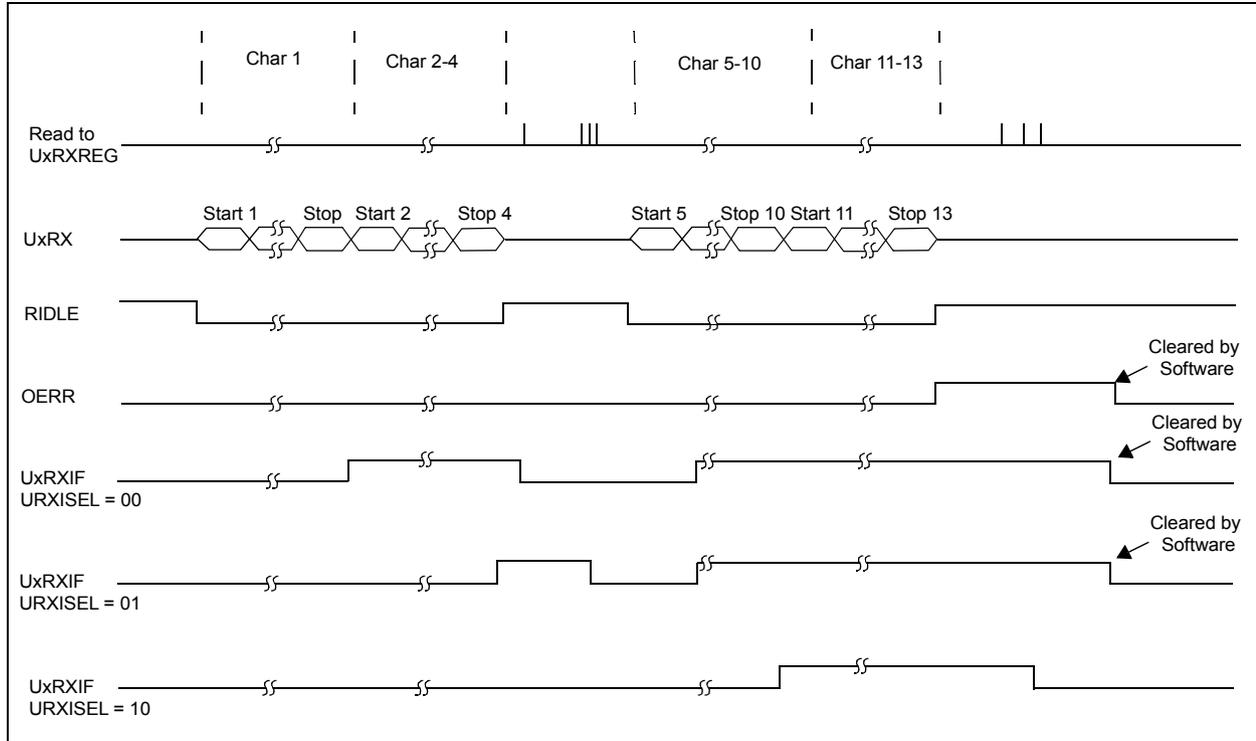 Char 1
Char 2-4
Char 5-10
Char 11-13
Read to
UxRXREG
Start 1
Stop
Start 2
Stop 4
Start 5
Stop 10
Start 11
Stop 13
UxRX
RIDLE
Cleared by
Software
OERR
Cleared by
Software
UxRXIF
URXISEL = 00
Cleared by
Software
UxRXIF
URXISEL = 01
UxRXIF
URXISEL = 10